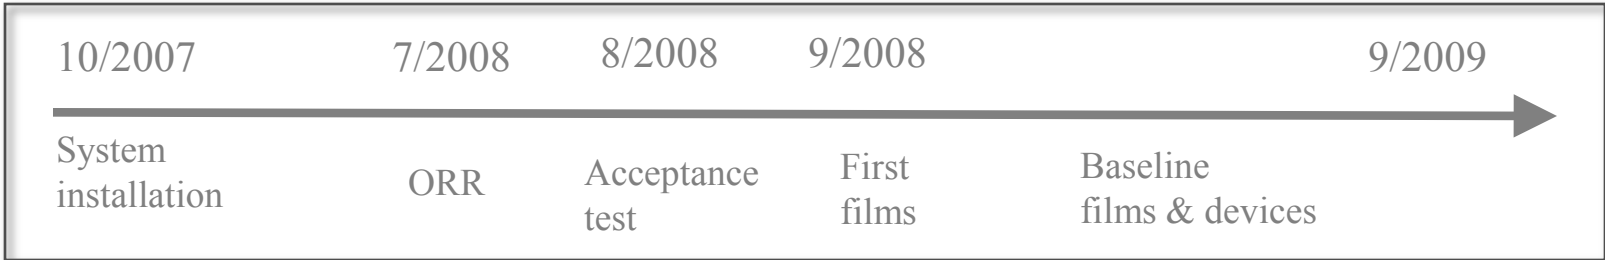 10/2007 7/2008 8/2008 9/2008 9/2009
System
installation
ORR
Acceptance
test
First
films
Baseline
films & devices